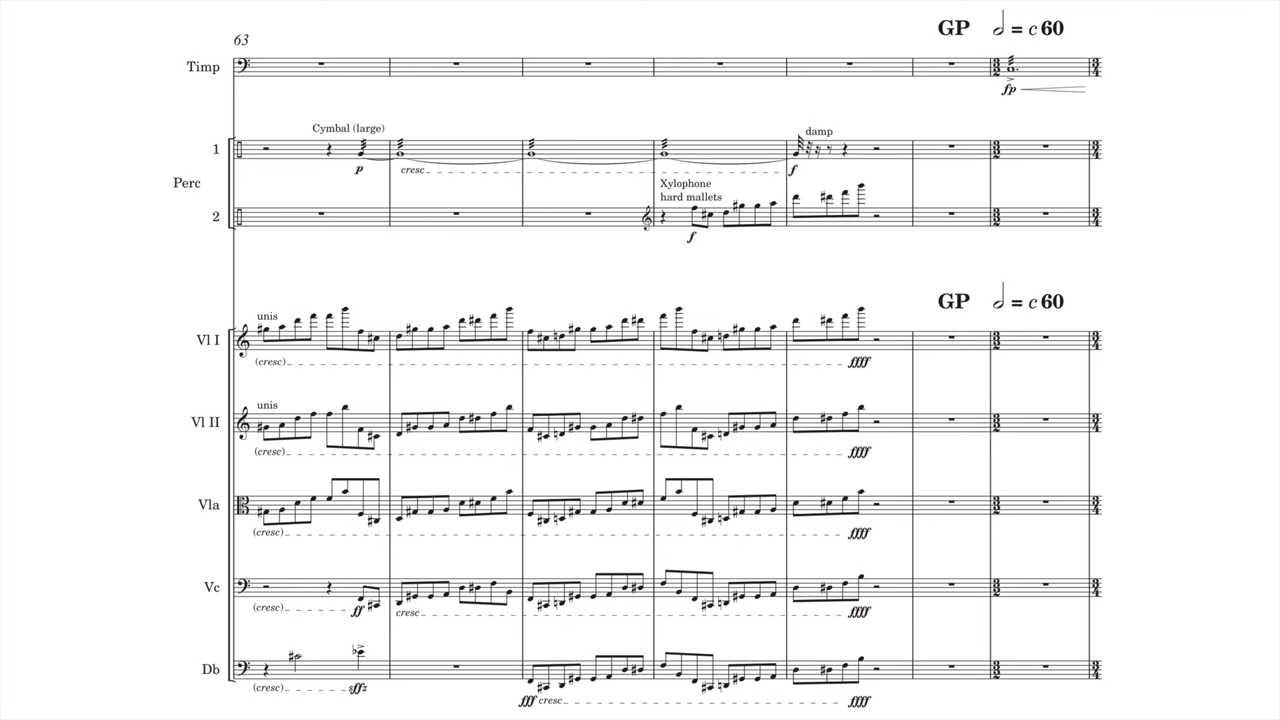 GP = c 60
63
Timp
fp
Cymbal (large)
damp
1
p
cresc
f
Perc
Xylophone
hard mallets
2
f
GP = c 60
unis
Vl I
(cresc)
ffff
unis
Vl II
(cresc)
ffff
Vla
(cresc)
ffff
Vc
(cresc)
ff
cresc
ffff
Db
(cresc)
sffz
fff cresc
ffff